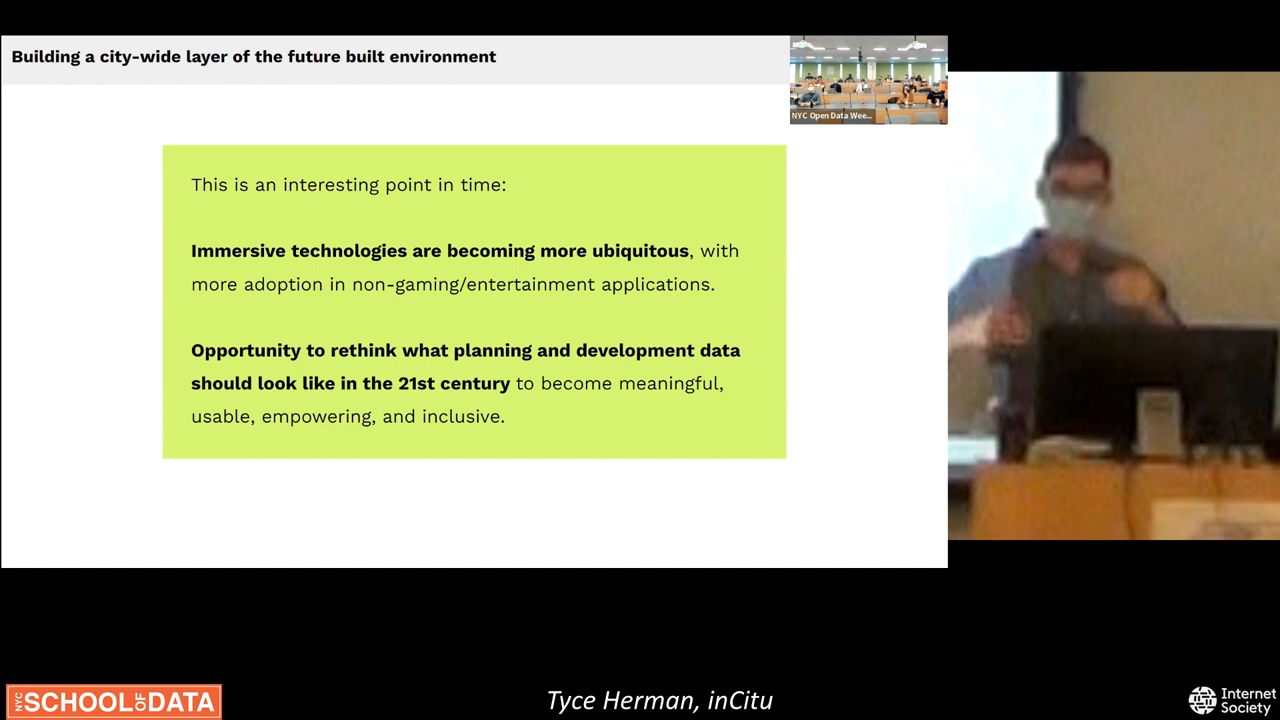 Building a city-wide layer of the future built environment
NYC Open Data Wee...
This is an interesting point in time:
Immersive technologies are becoming more ubiquitous, with
more adoption in non-gaming/entertainment applications.
Opportunity to rethink what planning and development data
should look like in the 21st century to become meaningful,
usable, empowering, and inclusive.
NYC SCHOOL OF DATA
Tyce Herman, inCitu
Internet
Society